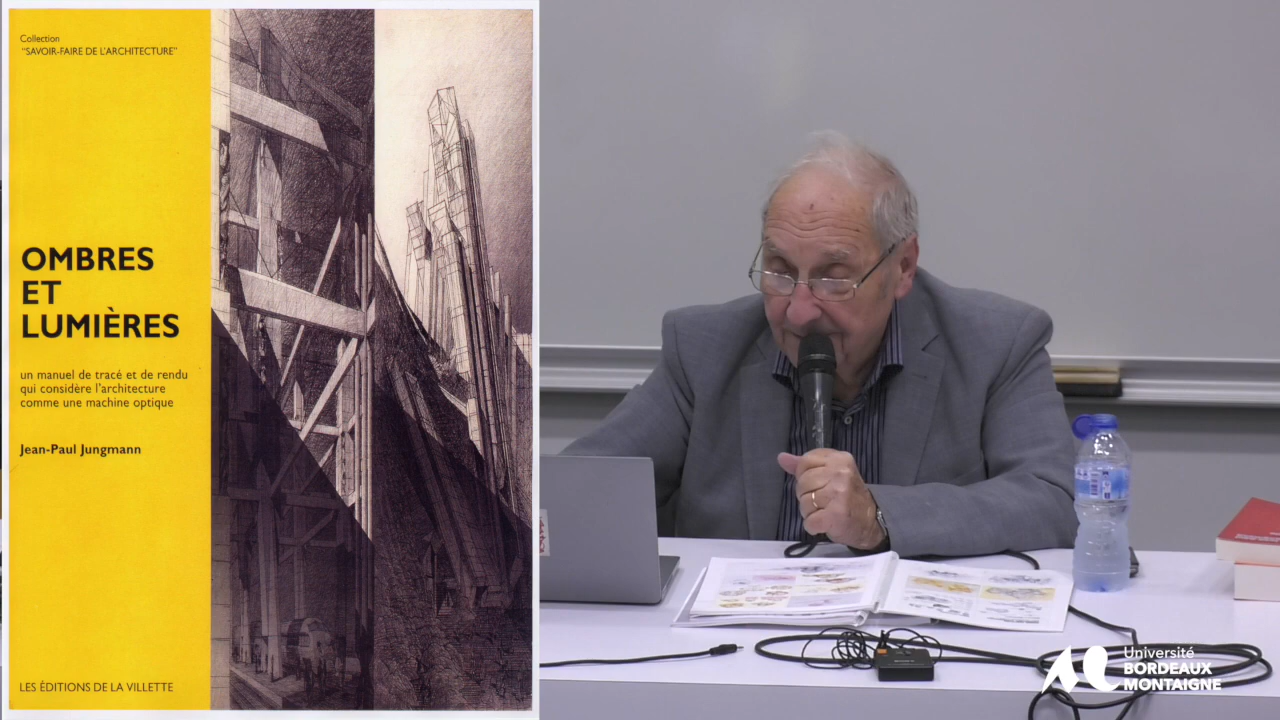 Collection
"SAVOIR-FAIRE DE L'ARCHITECTURE"
OMBRES
ET
LUMIÈRES
un manuel de tracé et de rendu
qui considère l'architecture
comme une machine optique
Jean-Paul Jungmann
LES ÉDITIONS DE LA VILLETTE
Université
BORDEAUX
MONTAIGNE